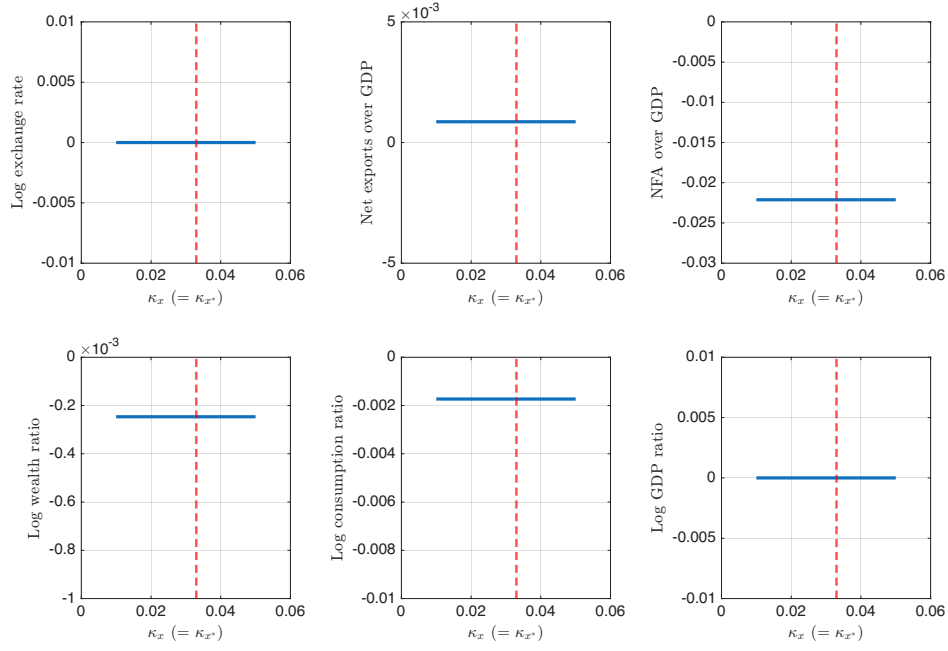 Log exchange rate
0.01
0.005
0
-0.005
-0.01
0 0.02 0.04 0.06
κx (= κx*)
Net exports over GDP
×10-3
5
0
-5
0 0.02 0.04 0.06
κx (= κx*)
NFA over GDP
0
-0.005
-0.01
-0.015
-0.02
-0.025
-0.03
0 0.02 0.04 0.06
κx (= κx*)
Log wealth ratio
×10-3
0
-0.2
-0.4
-0.6
-0.8
-1
0 0.02 0.04 0.06
κx (= κx*)
Log consumption ratio
0
-0.002
-0.004
-0.006
-0.008
-0.01
0 0.02 0.04 0.06
κx (= κx*)
Log GDP ratio
0.01
0.005
0
-0.005
-0.01
0 0.02 0.04 0.06
κx (= κx*)